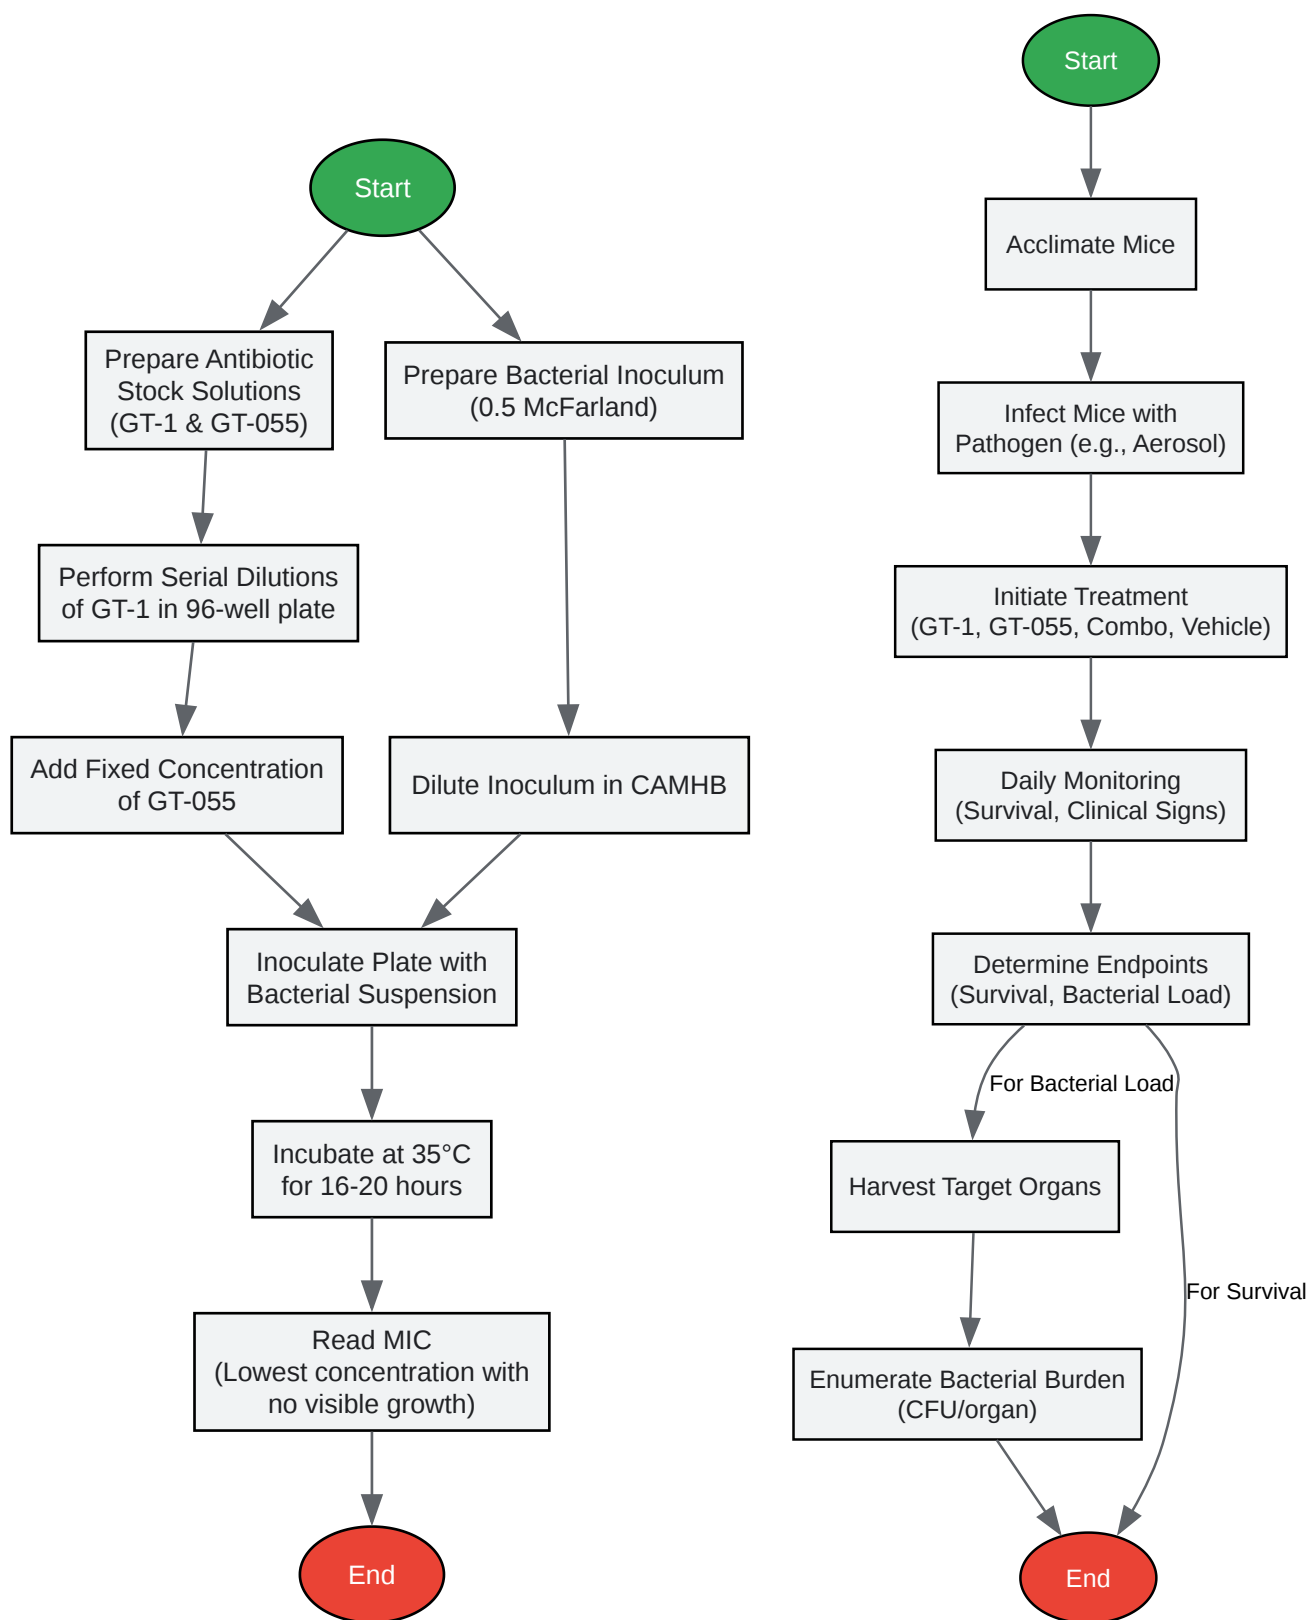 Start
Prepare Antibiotic
Stock Solutions
(GT-1 & GT-055)
Prepare Bacterial Inoculum
(0.5 McFarland)
Perform Serial Dilutions
of GT-1 in 96-well plate
Add Fixed Concentration
of GT-055
Dilute Inoculum in CAMHB
Inoculate Plate with
Bacterial Suspension
Incubate at 35°C
for 16-20 hours
Read MIC
(Lowest concentration with
no visible growth)
End
Start
Acclimate Mice
Infect Mice with
Pathogen (e.g., Aerosol)
Initiate Treatment
(GT-1, GT-055, Combo, Vehicle)
Daily Monitoring
(Survival, Clinical Signs)
Determine Endpoints
(Survival, Bacterial Load)
For Bacterial Load
Harvest Target Organs
For Survival
Enumerate Bacterial Burden
(CFU/organ)
End